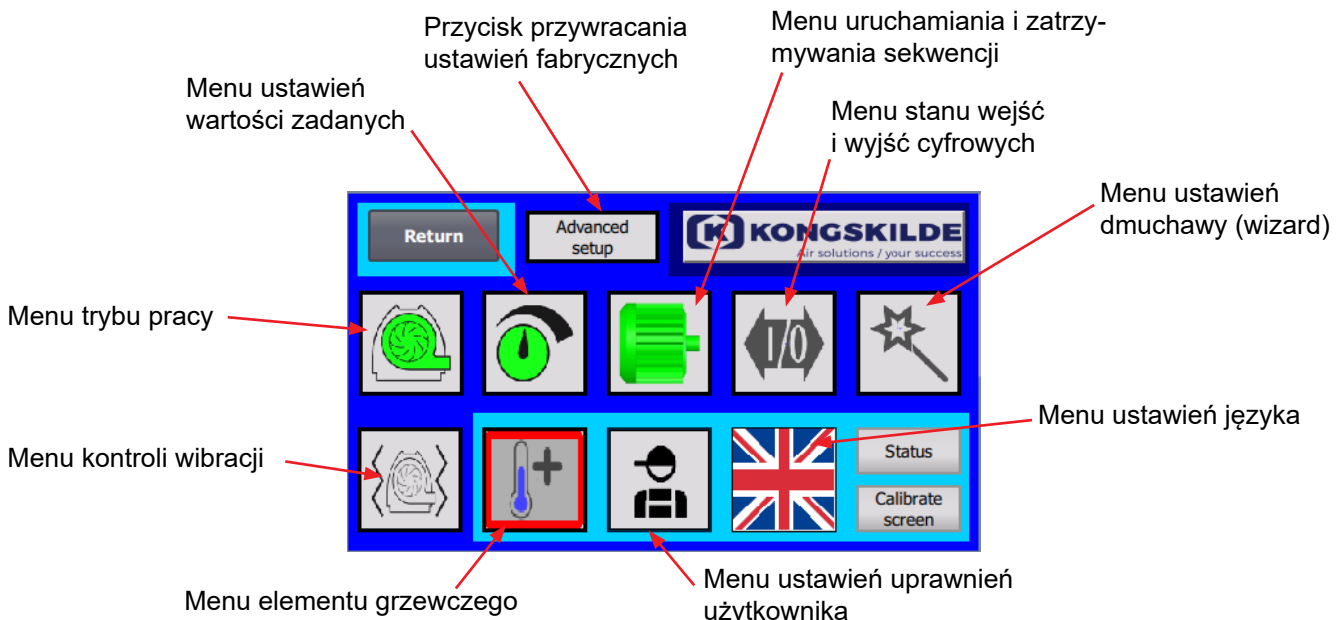 Przycisk przywracania
ustawień fabrycznych
Menu uruchamiania i zatrzy-
mywania sekwencji
Menu ustawień
wartości zadanych
Menu stanu wejść
i wyjść cyfrowych
Menu ustawień
dmuchawy (wizard)
Return
Advanced
setup
K KONGSKILDE
Air solutions / your success
Menu trybu pracy
I/O
Menu ustawień języka
Menu kontroli wibracji
Status
Calibrate
screen
Menu elementu grzewczego
Menu ustawień uprawnień
użytkownika